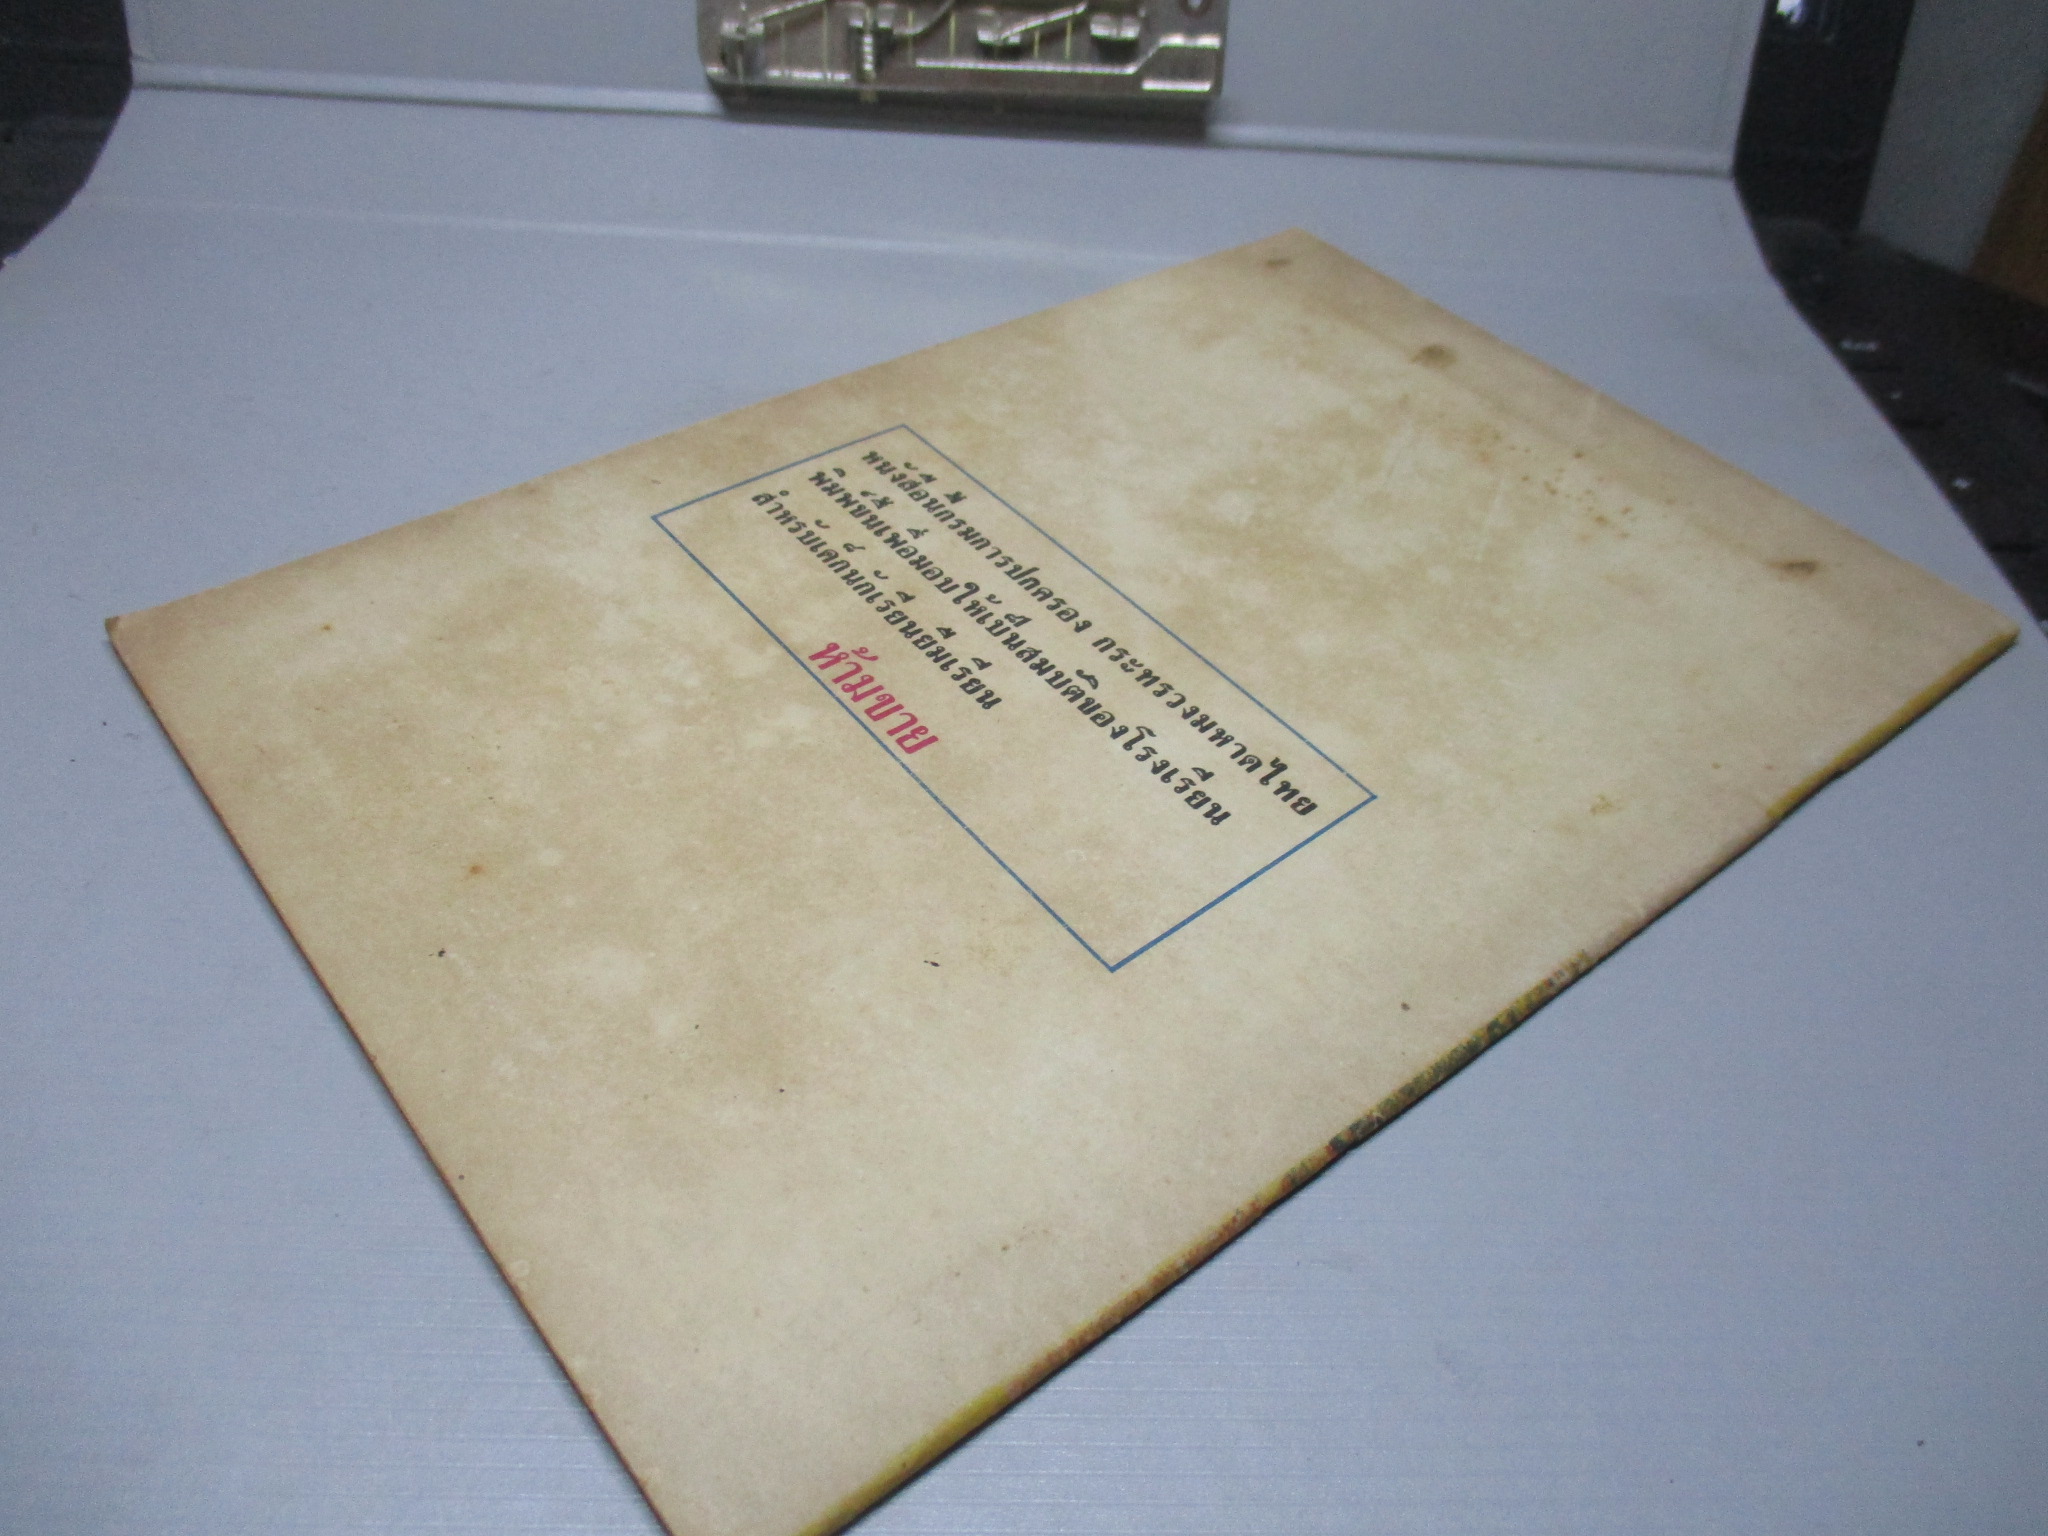 หนังสือนี้กรมการปกครอง กระทรวงมหาดไทย
พิมพ์ขึ้นเพื่อมอบให้เป็นสมบัติของโรงเรียน
สำหรับเด็กนักเรียนยืมเรียน
ห้ามขาย